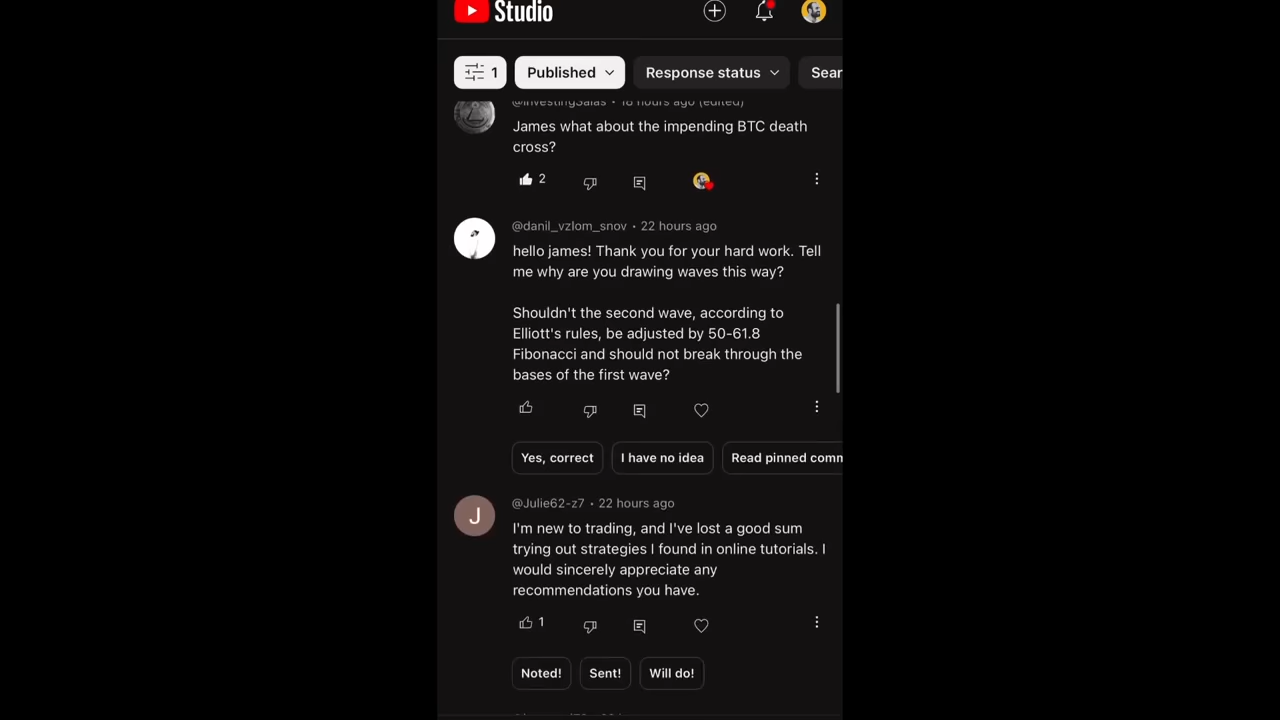 Studio
1 Published Response status Sear
@InvestingSalas • 18 hours ago (edited)
James what about the impending BTC death
cross?
2
@danil_vzlom_snov • 22 hours ago
hello james! Thank you for your hard work. Tell
me why are you drawing waves this way?
Shouldn't the second wave, according to
Elliott's rules, be adjusted by 50-61.8
Fibonacci and should not break through the
bases of the first wave?
Yes, correct I have no idea Read pinned comm
J
@Julie62-z7 • 22 hours ago
I'm new to trading, and I've lost a good sum
trying out strategies I found in online tutorials. I
would sincerely appreciate any
recommendations you have.
1
Noted! Sent! Will do!